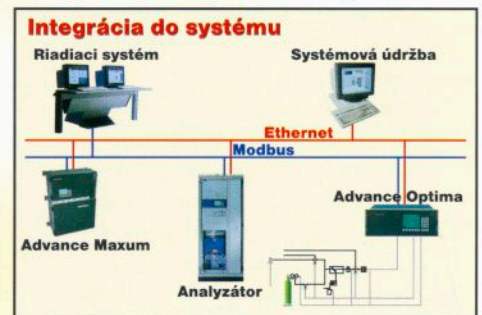 Integrácia do systému
Riadiaci systém
Systémová údržba
Ethernet
Modbus
Advance Maxum
Analyzátor
Advance Optima